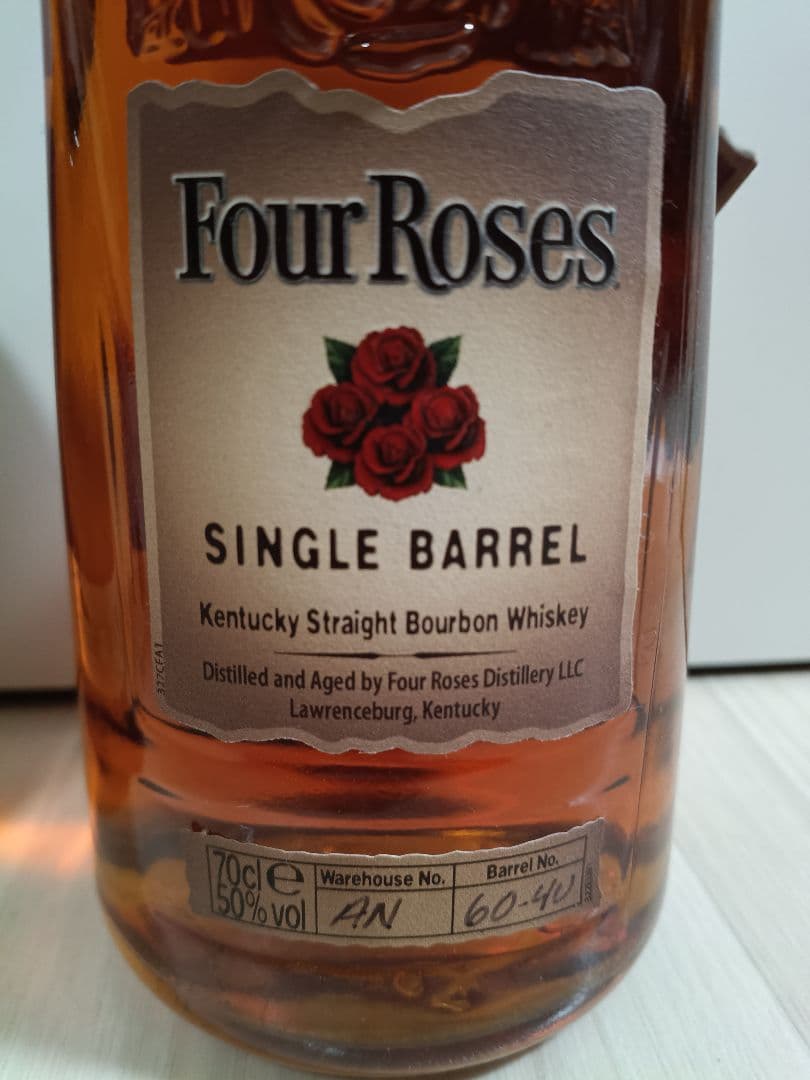 Four Roses
SINGLE BARREL
Kentucky Straight Bourbon Whiskey
Distilled and Aged by Four Roses Distillery LLC
Lawrenceburg, Kentucky
317CFA1
70cl e
50% vol
Warehouse No.
AN
Barrel No.
60-4U